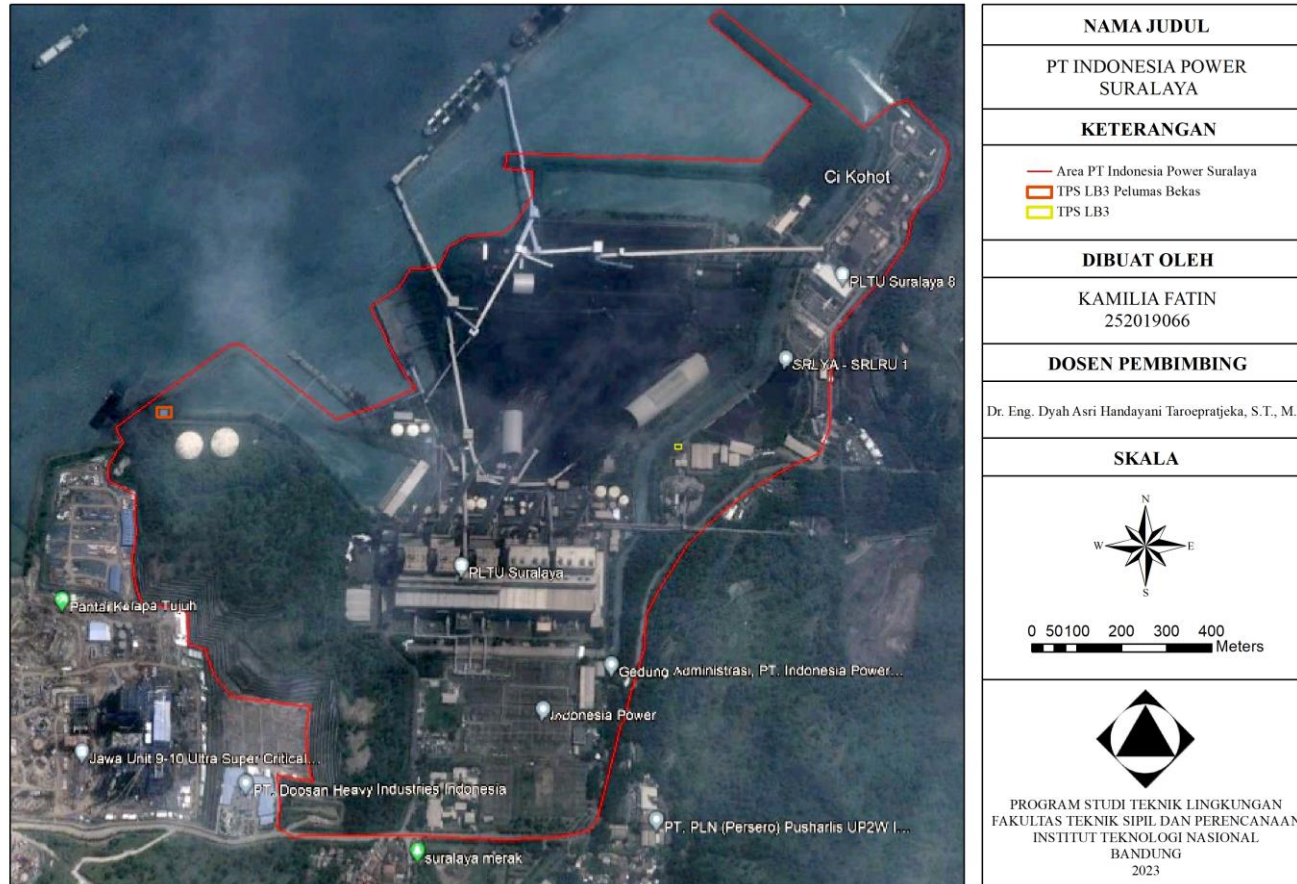 Ci Kohot
PLTU Suralaya 8
SRLYA - SRLRU 1
PLTU Suralaya
Pantai Kelapa Tujuh
Gedung Administrasi, PT. Indonesia Power...
Indonesia Power
Jawa Unit 9-10 Ultra Super Critical...
PT. Doosan Heavy Industries Indonesia
PT. PLN (Persero) Pusharlis UP2W I...
suralaya merak
NAMA JUDUL
PT INDONESIA POWER
SURALAYA
KETERANGAN
Area PT Indonesia Power Suralaya
TPS LB3 Pelumas Bekas
TPS LB3
DIBUAT OLEH
KAMILIA FATIN
252019066
DOSEN PEMBIMBING
Dr. Eng. Dyah Asri Handayani Taroepratjeka, S.T., M.
SKALA
N
W E
S
0 50 100 200 300 400
Meters
PROGRAM STUDI TEKNIK LINGKUNGAN
FAKULTAS TEKNIK SIPIL DAN PERENCANAAN
INSTITUT TEKNOLOGI NASIONAL
BANDUNG
2023